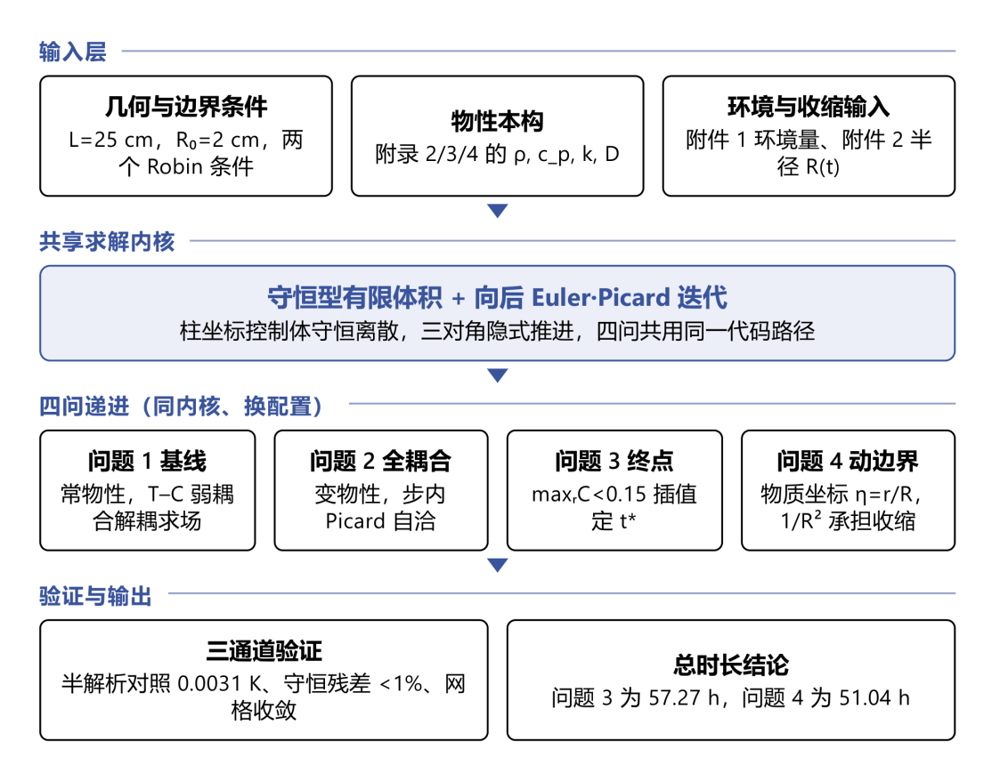 输入层
几何与边界条件
L=25 cm，R₀=2 cm，两
个 Robin 条件
物性本构
附录 2/3/4 的 ρ, c_p, k, D
环境与收缩输入
附件 1 环境量、附件 2 半
径 R(t)
共享求解内核
守恒型有限体积 + 向后 Euler·Picard 迭代
柱坐标控制体守恒离散，三对角隐式推进，四问共用同一代码路径
四问递进（同内核、换配置）
问题 1 基线
常物性，T–C 弱耦
合解耦求场
问题 2 全耦合
变物性，步内
Picard 自洽
问题 3 终点
maxᵣC<0.15 插值
定 t*
问题 4 动边界
物质坐标 η=r/R，
1/R² 承担收缩
验证与输出
三通道验证
半解析对照 0.0031 K、守恒残差 <1%、网
格收敛
总时长结论
问题 3 为 57.27 h，问题 4 为 51.04 h